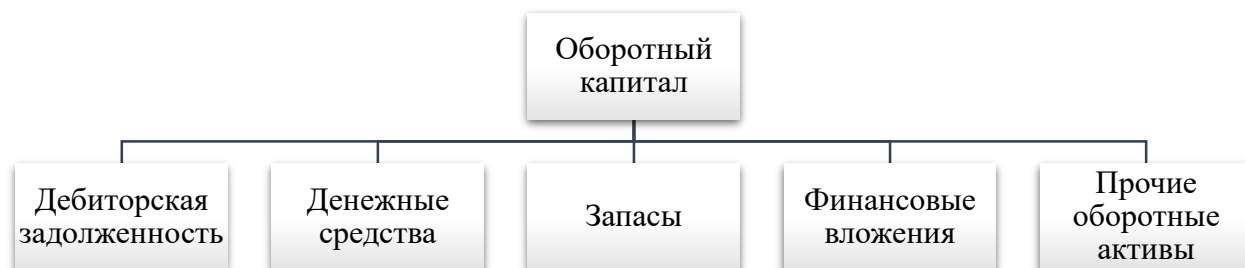 Оборотный
капитал
Дебиторская
задолженность
Денежные
средства
Запасы
Финансовые
вложения
Прочие
оборотные
активы